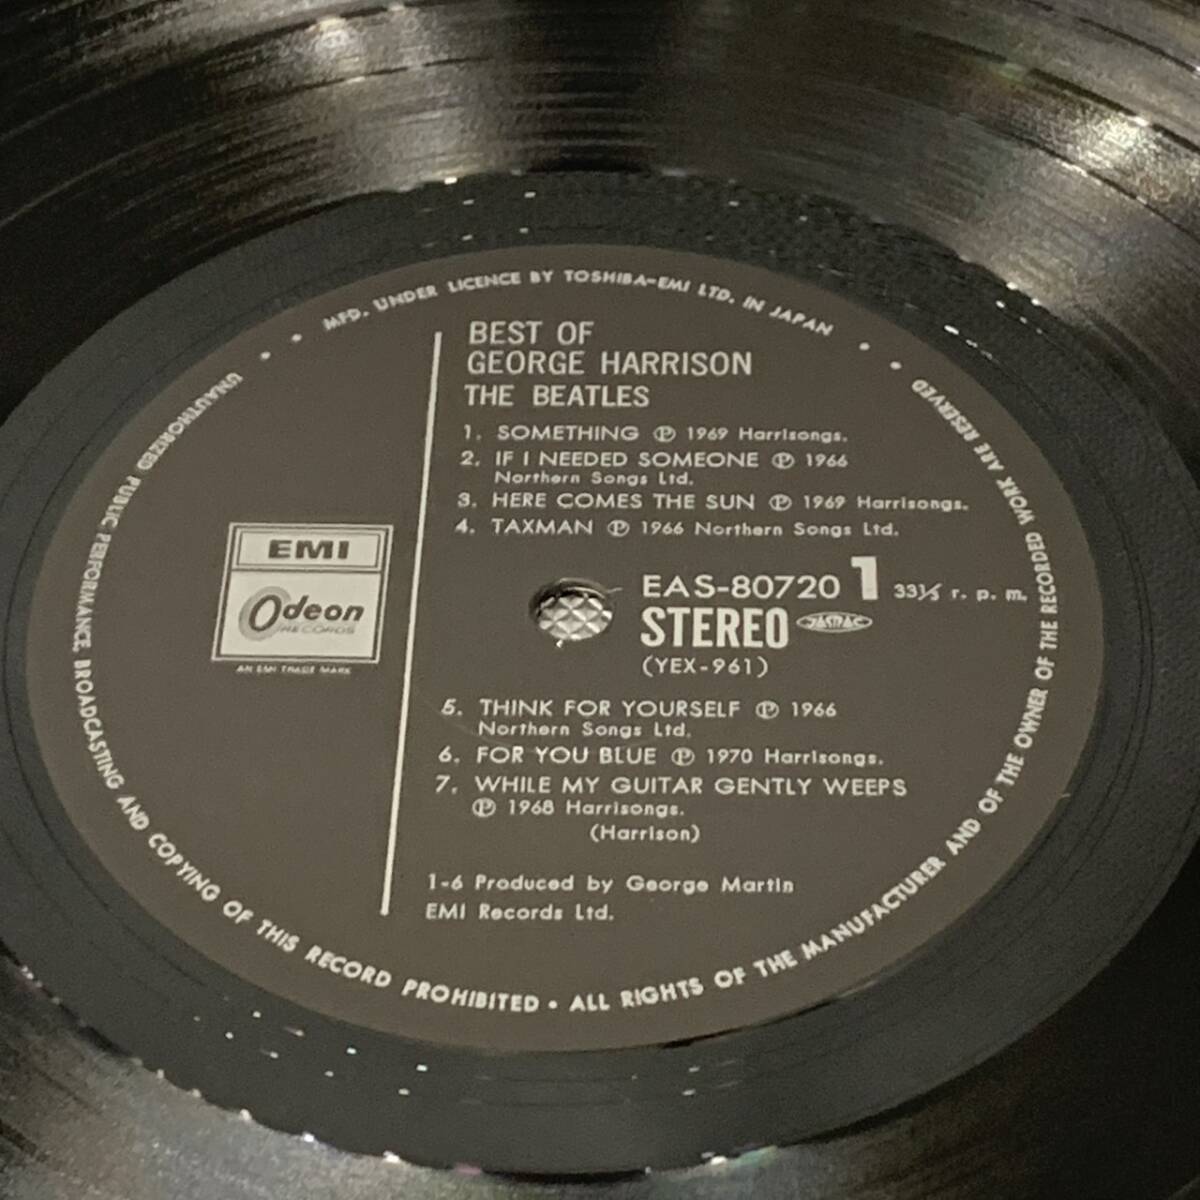 MFD. UNDER LICENCE BY TOSHIBA-EMI LTD. IN JAPAN
BEST OF
GEORGE HARRISON
THE BEATLES
1. SOMETHING ℗ 1969 Harrisongs.
2. IF I NEEDED SOMEONE ℗ 1966
Northern Songs Ltd.
3. HERE COMES THE SUN ℗ 1969 Harrisongs.
4. TAXMAN ℗ 1966 Northern Songs Ltd.
EMI
Odeon
RECORDS
AN EMI TRADE MARK
EAS-80720 1 33⅓ r. p. m.
STEREO JASRAC
(YEX-961)
5. THINK FOR YOURSELF ℗ 1966
Northern Songs Ltd.
6. FOR YOU BLUE ℗ 1970 Harrisongs.
7. WHILE MY GUITAR GENTLY WEEPS
℗ 1968 Harrisongs.
(Harrison)
1-6 Produced by George Martin
EMI Records Ltd.
UNAUTHORIZED PUBLIC PERFORMANCE, BROADCASTING AND COPYING OF THIS RECORD PROHIBITED • ALL RIGHTS OF THE MANUFACTURER AND OF THE OWNER OF THE RECORDED WORK ARE RESERVED